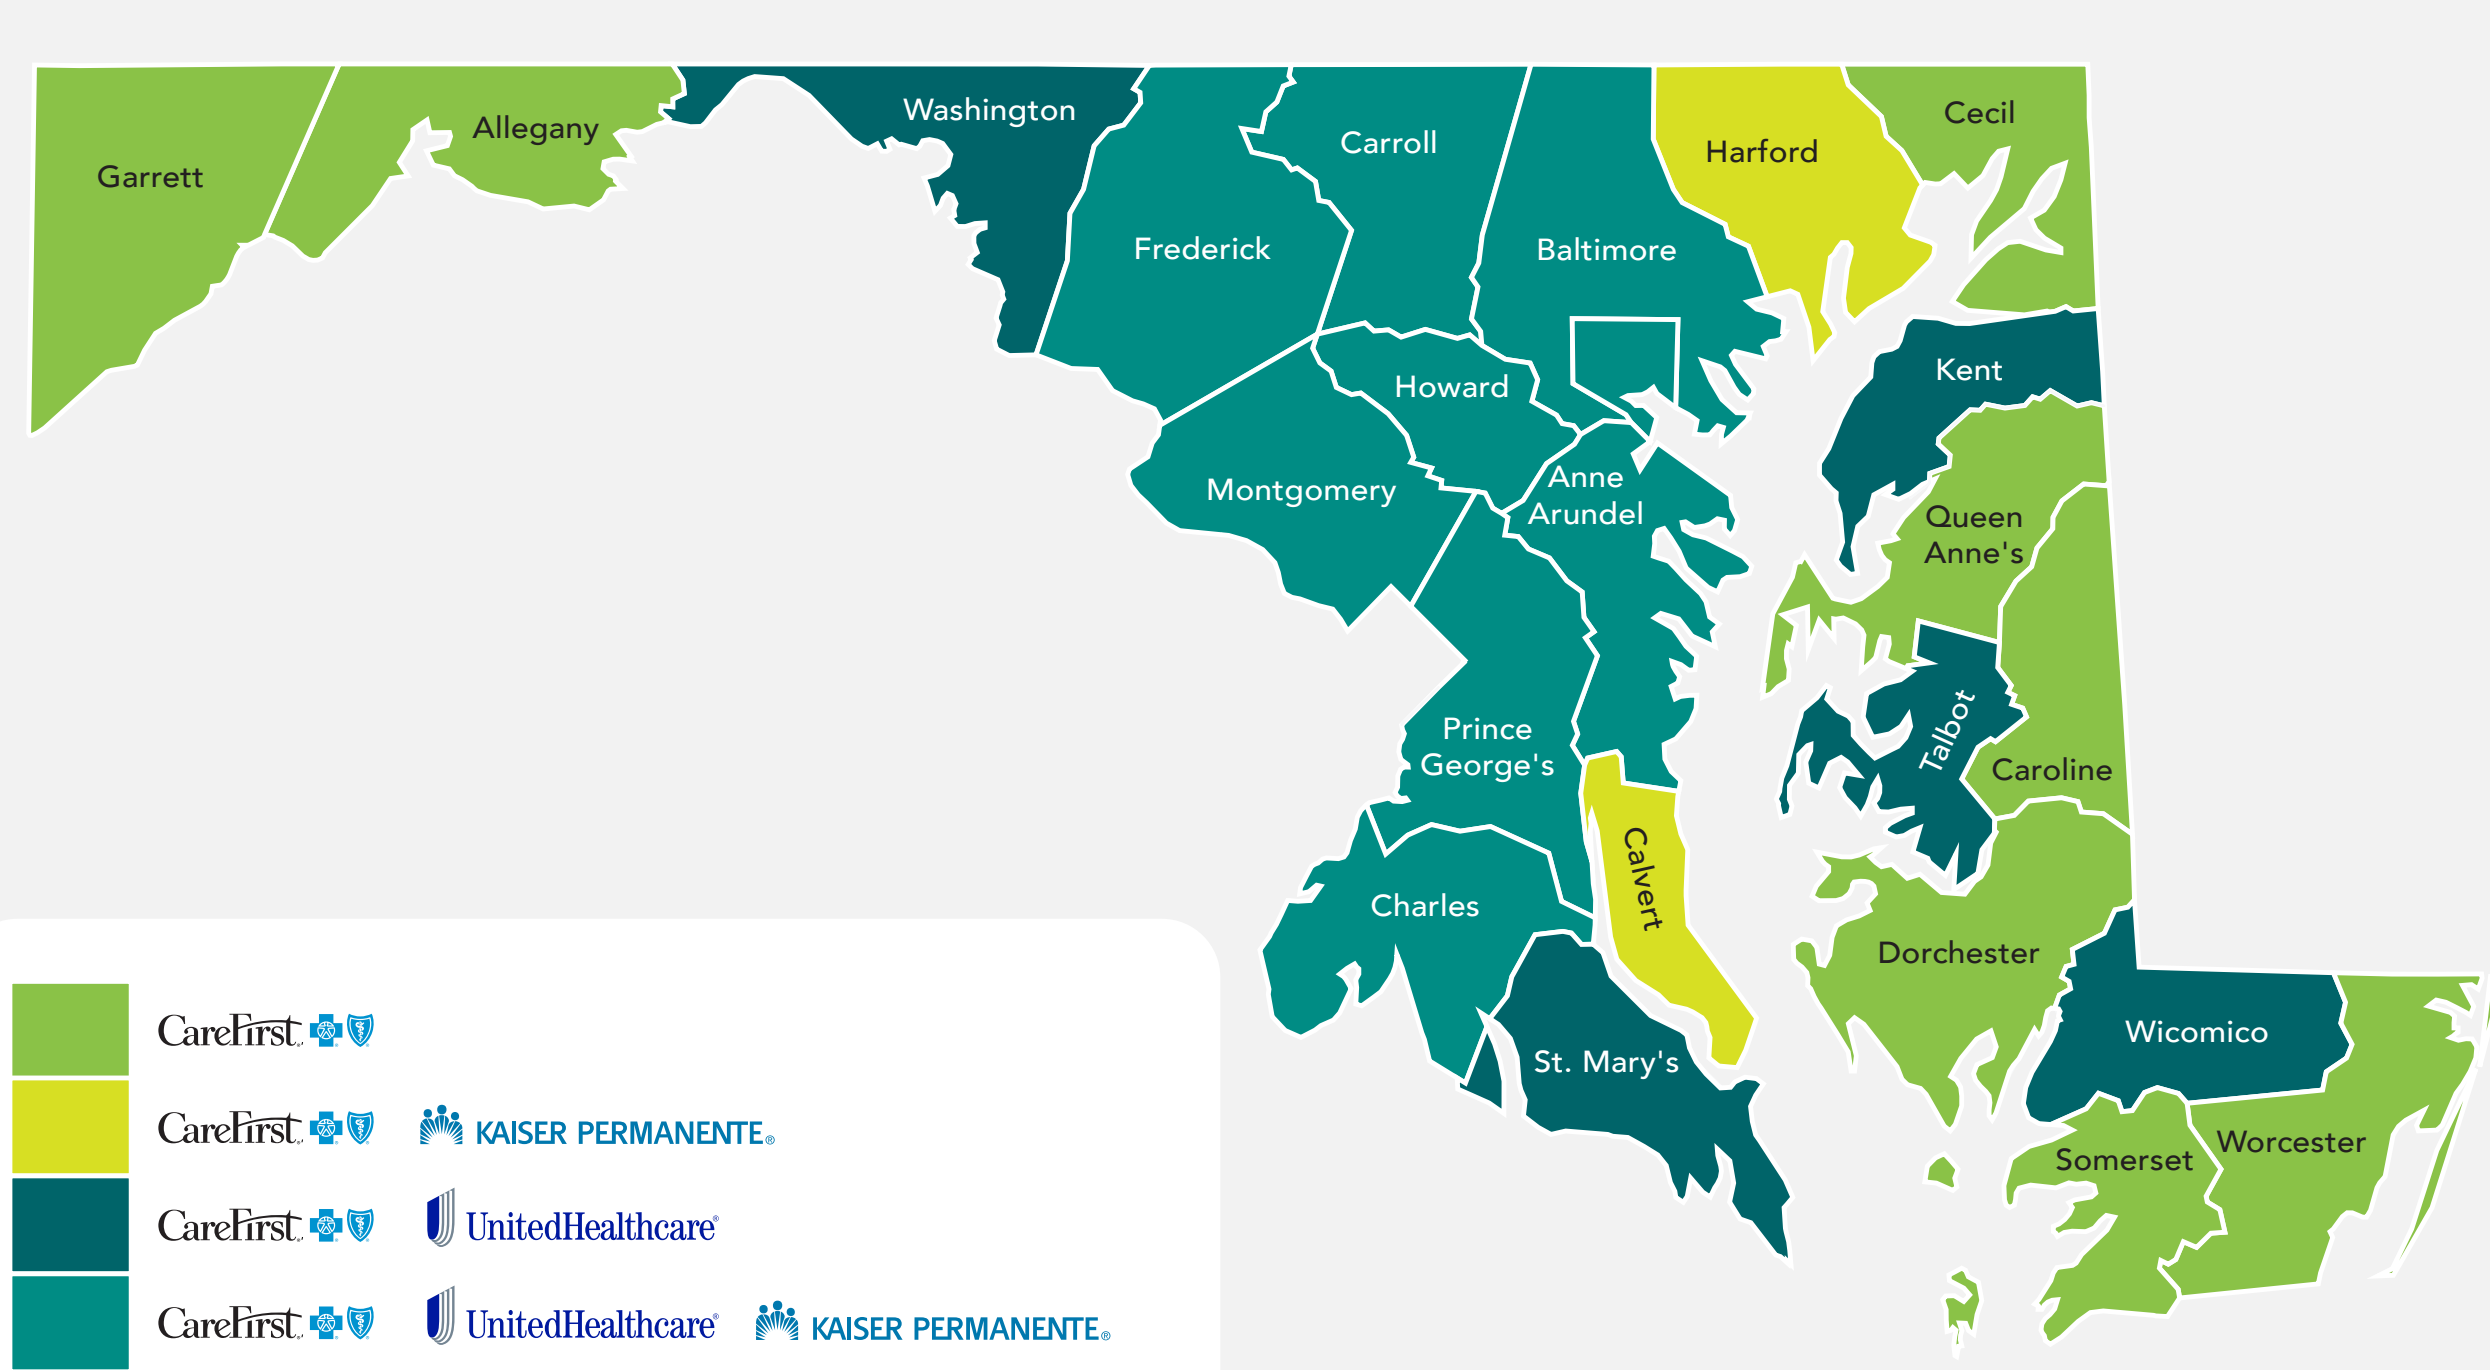 Garrett
Allegany
Washington
Frederick
Carroll
Baltimore
Harford
Cecil
Howard
Montgomery
Anne
Arundel
Kent
Queen
Anne's
Talbot
Caroline
Prince
George's
Calvert
Charles
St. Mary's
Dorchester
Wicomico
Somerset
Worcester
CareFirst
CareFirst KAISER PERMANENTE®
CareFirst UnitedHealthcare®
CareFirst UnitedHealthcare® KAISER PERMANENTE®